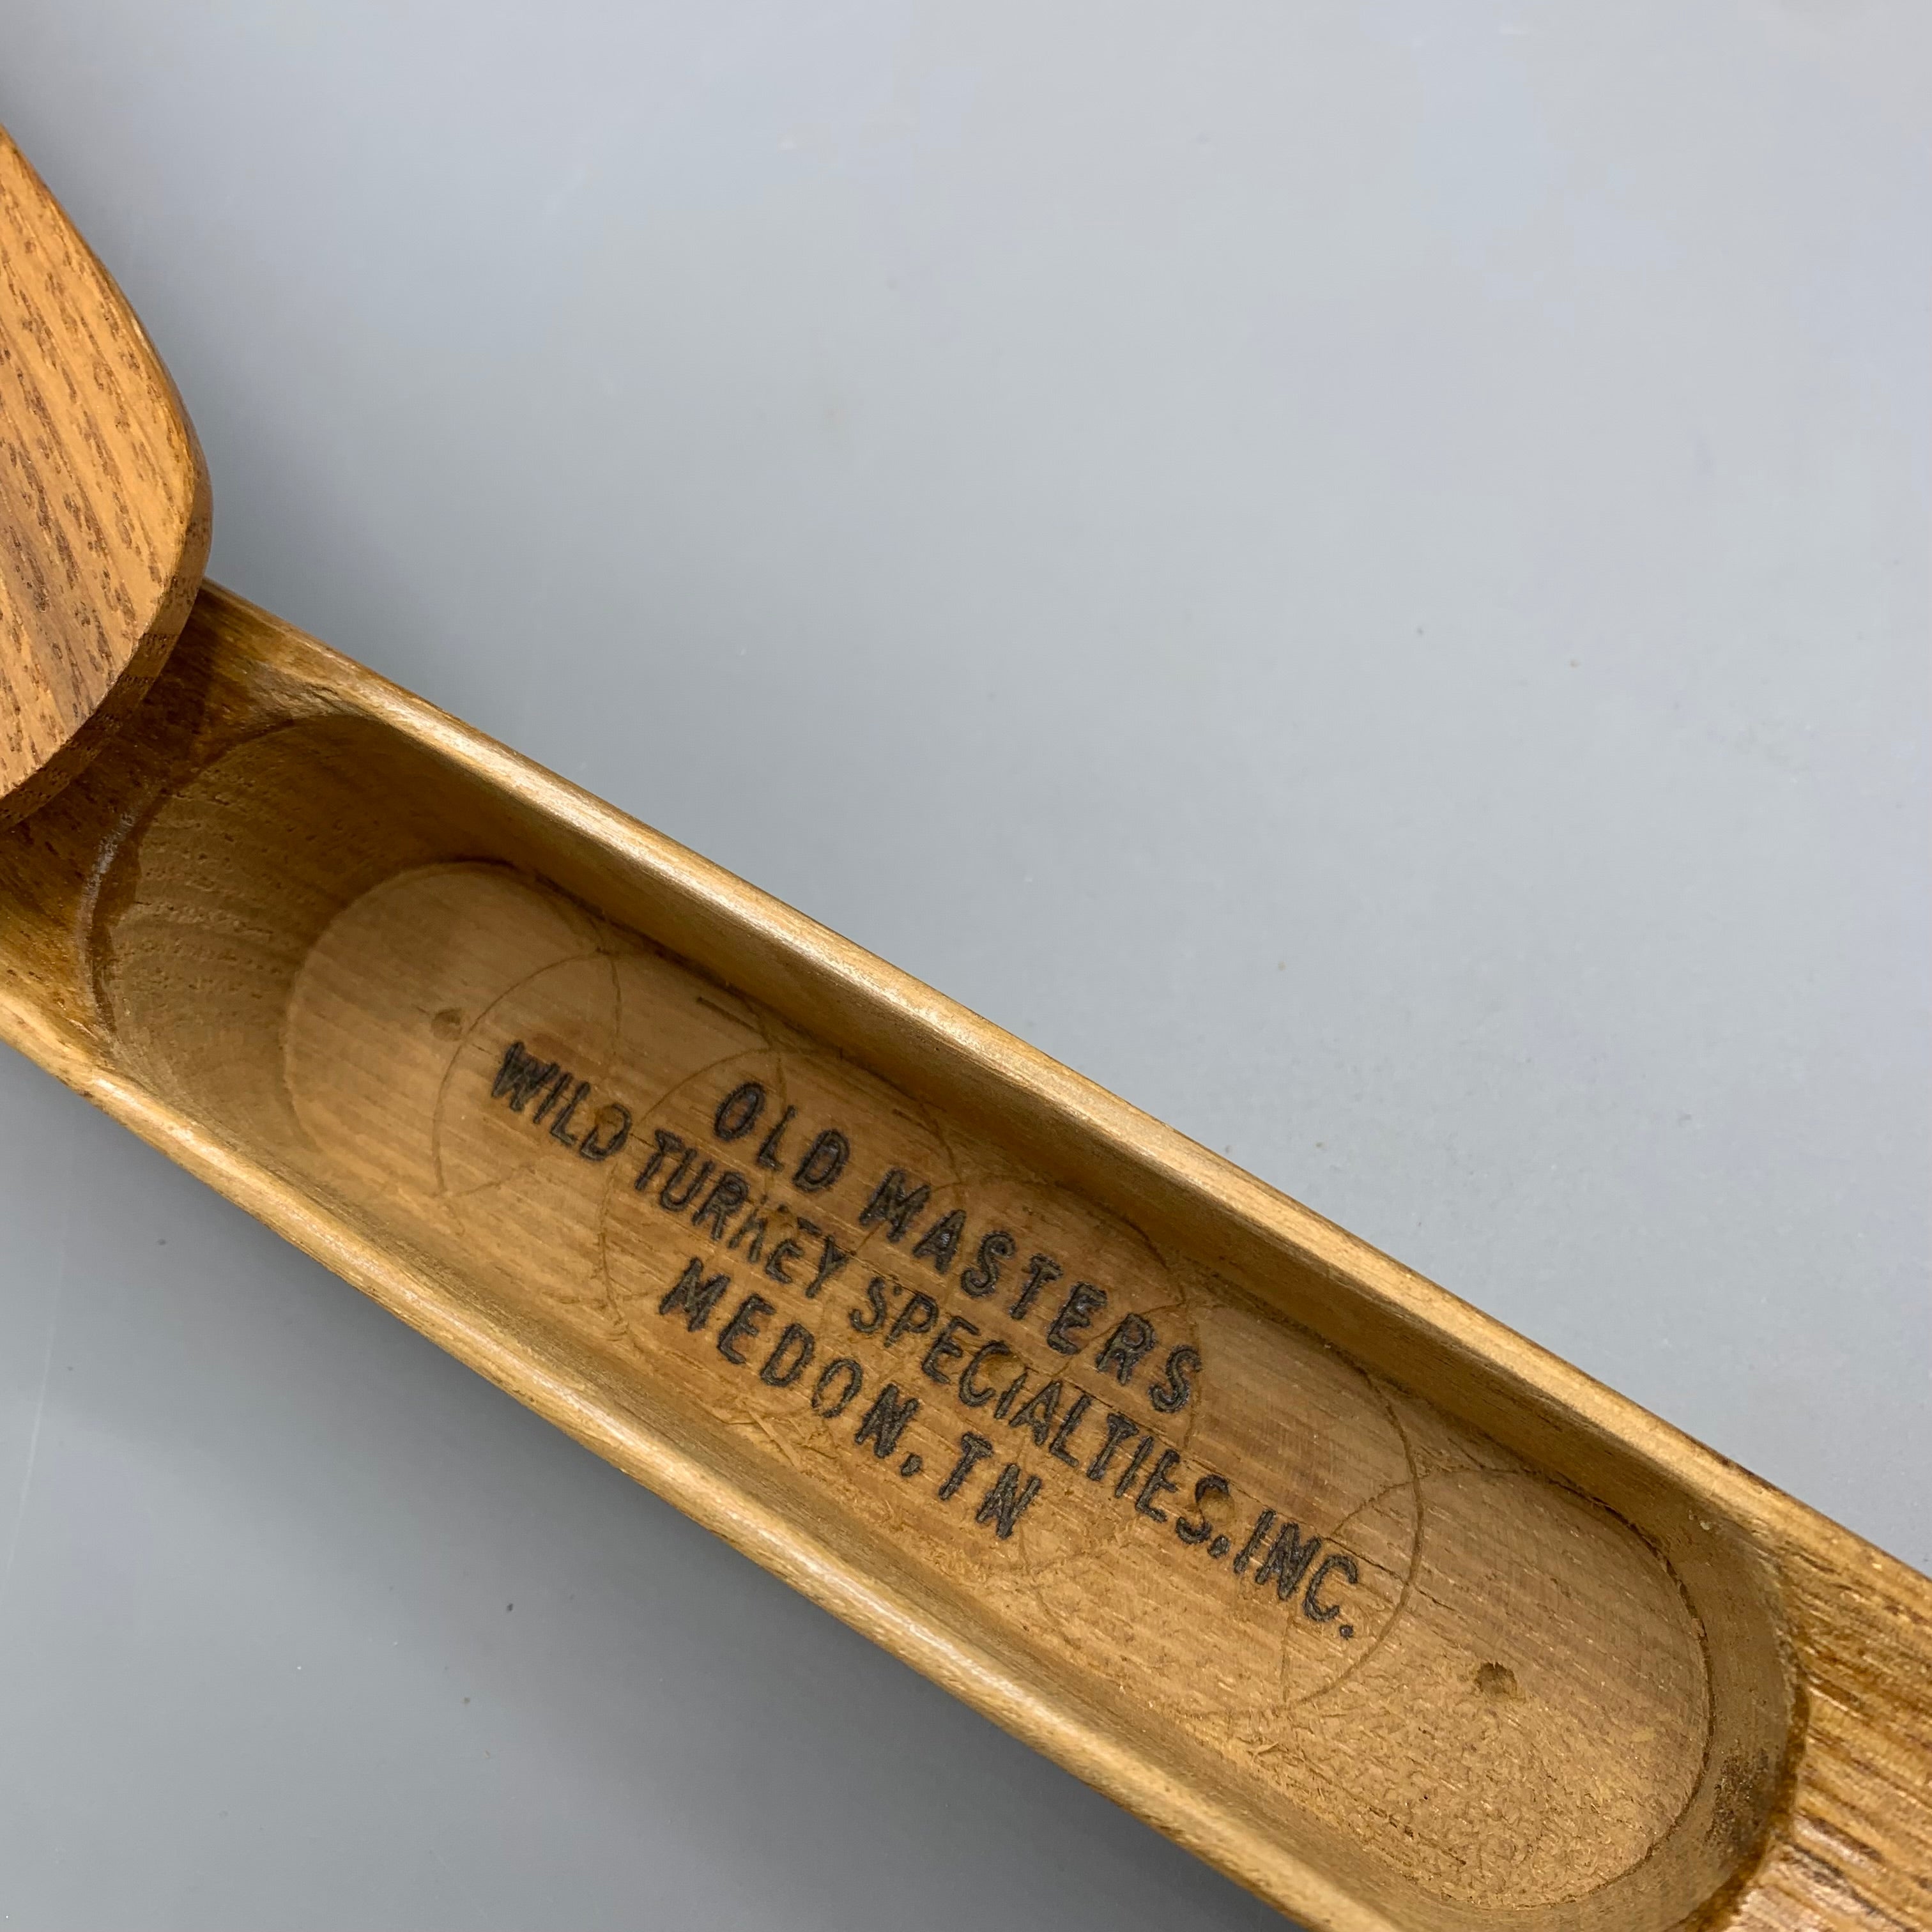 OLD MASTERS
WILD TURKEY SPECIALTIES, INC.
MEDON, TN